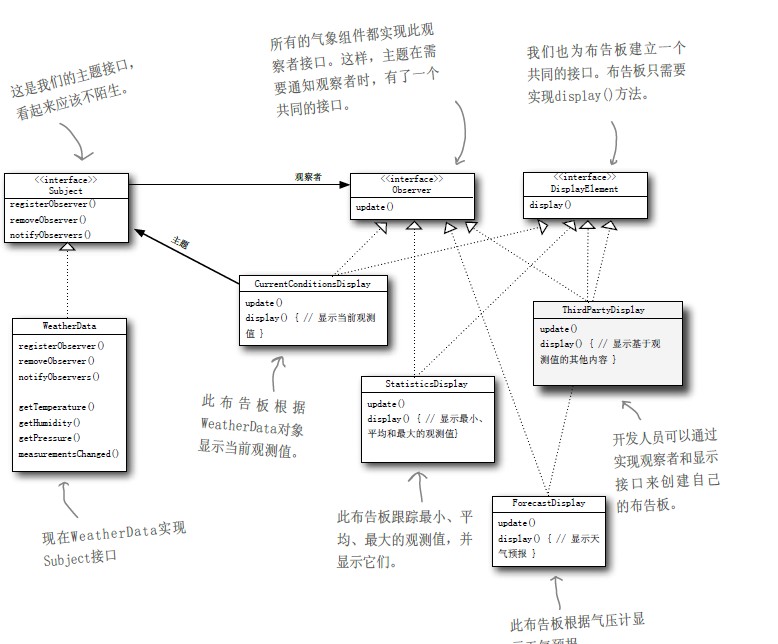 这是我们的主题接口，
看起来应该不陌生。
所有的气象组件都实现此观
察者接口。这样，主题在需
要通知观察者时，有了一个
共同的接口。
我们也为布告板建立一个
共同的接口。布告板只需要
实现display()方法。
<<interface>>
Subject
registerObserver()
removeObserver()
notifyObservers()
观察者
<<interface>>
Observer
update()
<<interface>>
DisplayElement
display()
主题
WeatherData
registerObserver()
removeObserver()
notifyObservers()
getTemperature()
getHumidity()
getPressure()
measurementsChanged()
现在WeatherData实现
Subject接口
CurrentConditionsDisplay
update()
display() { // 显示当前观测
值 }
此布告板根据
WeatherData对象
显示当前观测值。
StatisticsDisplay
update()
display() { // 显示最小、
平均和最大的观测值}
此布告板跟踪最小、平
均、最大的观测值，并
显示它们。
ThirdPartyDisplay
update()
display() { // 显示基于观
测值的其他内容 }
开发人员可以通过
实现观察者和显示
接口来创建自己
的布告板。
ForecastDisplay
update()
display() { // 显示天
气预报 }
此布告板根据气压计显